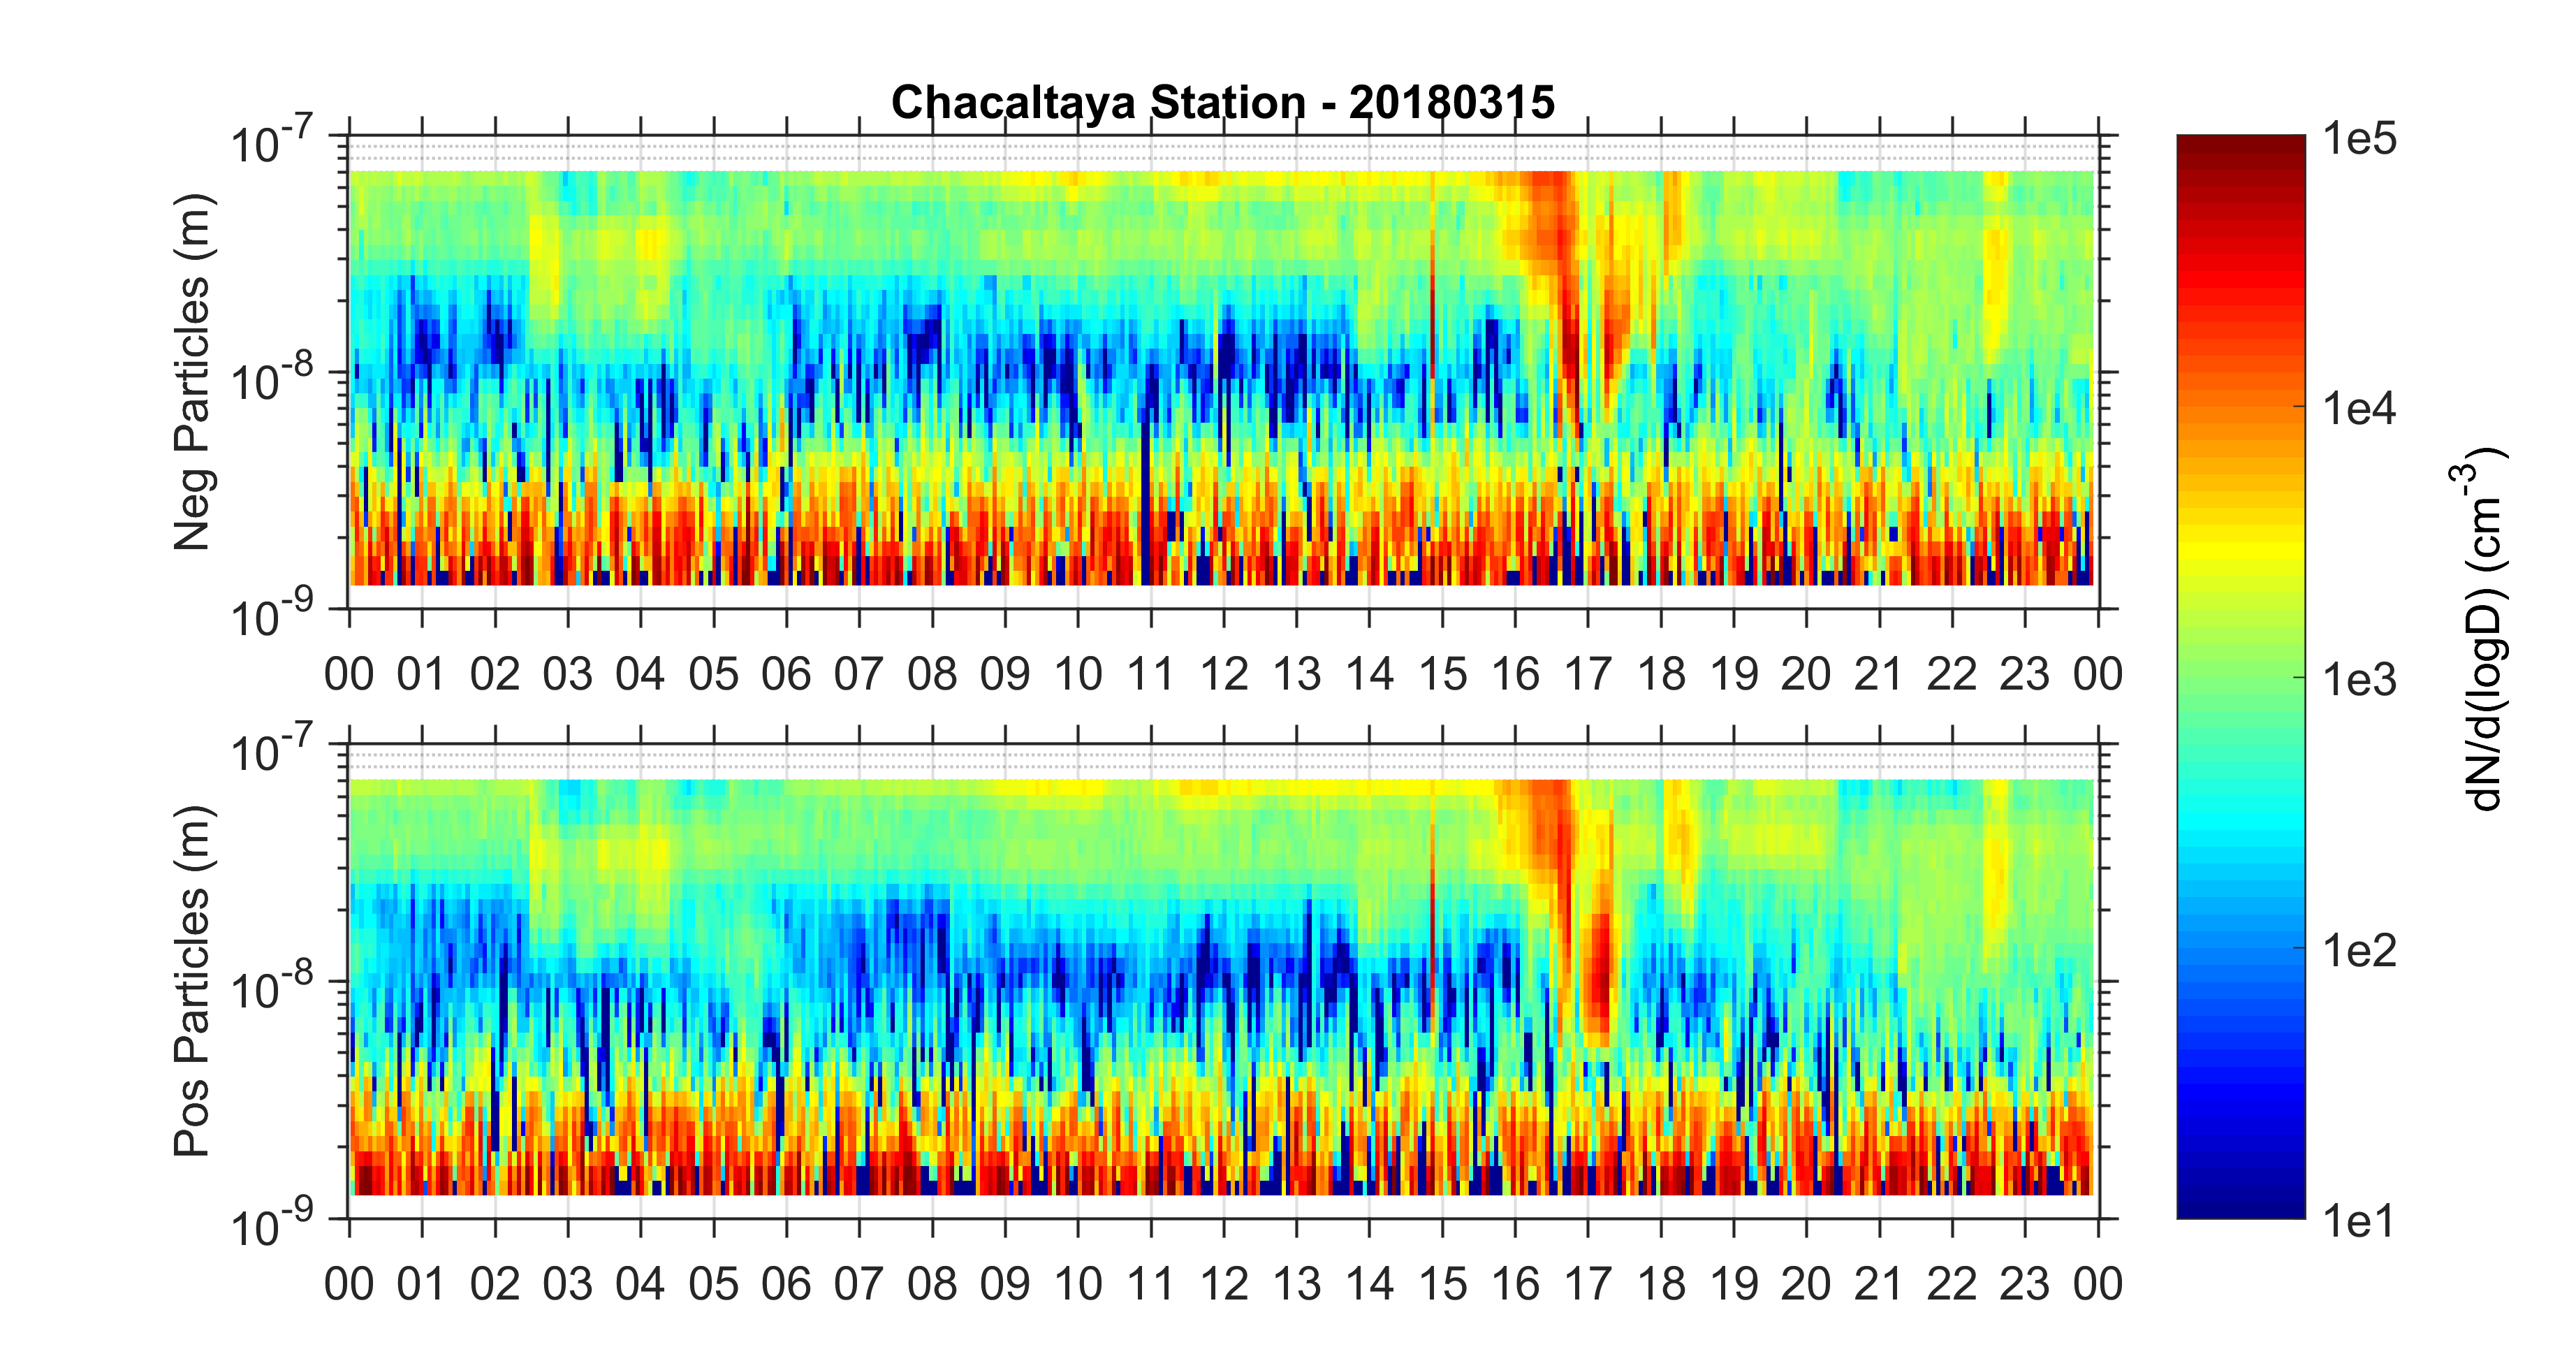 Chacaltaya Station - 20180315
10-7
10-8
10-9
Neg Particles (m)
00 01 02 03 04 05 06 07 08 09 10 11 12 13 14 15 16 17 18 19 20 21 22 23 00
10-7
10-8
10-9
Pos Particles (m)
00 01 02 03 04 05 06 07 08 09 10 11 12 13 14 15 16 17 18 19 20 21 22 23 00
1e5
1e4
1e3
1e2
1e1
dN/d(logD) (cm-3)